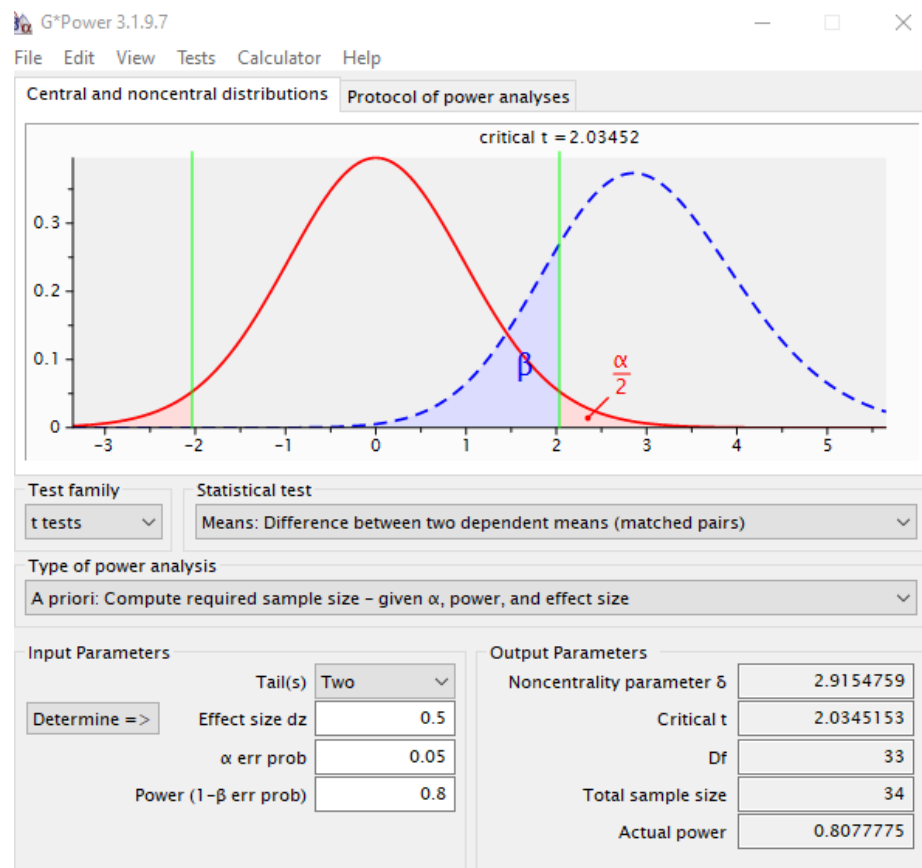 G*Power 3.1.9.7
File Edit View Tests Calculator Help
Central and noncentral distributions Protocol of power analyses
critical t = 2.03452
0.3
0.2
0.1
0
β
α
2
-3 -2 -1 0 1 2 3 4 5
Test family Statistical test
t tests Means: Difference between two dependent means (matched pairs)
Type of power analysis
A priori: Compute required sample size – given α, power, and effect size
Input Parameters
Tail(s) Two
Determine => Effect size dz 0.5
α err prob 0.05
Power (1-β err prob) 0.8
Output Parameters
Noncentrality parameter δ 2.9154759
Critical t 2.0345153
Df 33
Total sample size 34
Actual power 0.8077775